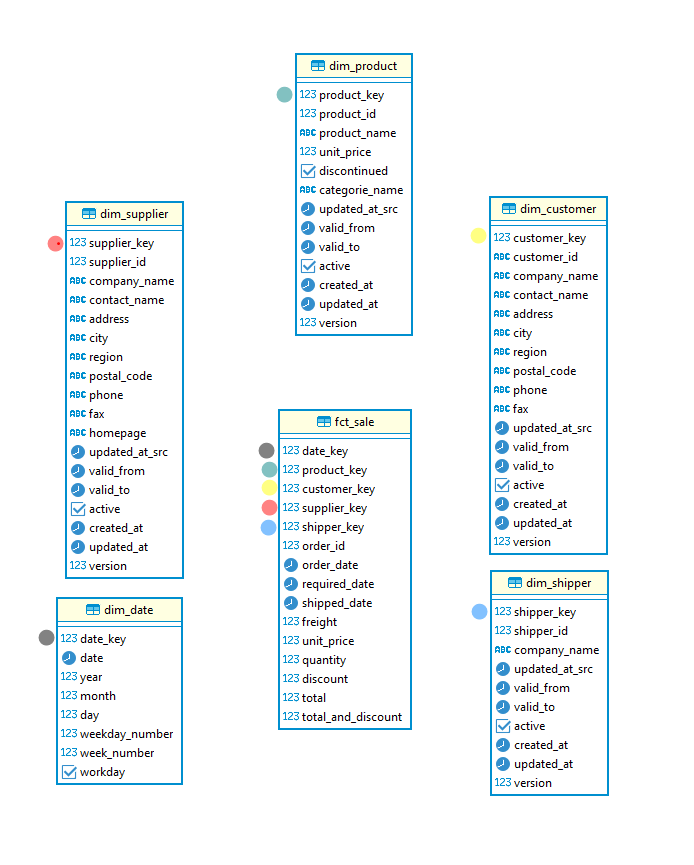 dim_product
123 product_key
123 product_id
ABC product_name
123 unit_price
discontinued
ABC categorie_name
updated_at_src
valid_from
valid_to
active
created_at
updated_at
123 version
dim_supplier
123 supplier_key
123 supplier_id
ABC company_name
ABC contact_name
ABC address
ABC city
ABC region
ABC postal_code
ABC phone
ABC fax
ABC homepage
updated_at_src
valid_from
valid_to
active
created_at
updated_at
123 version
dim_customer
123 customer_key
ABC customer_id
ABC company_name
ABC contact_name
ABC address
ABC city
ABC region
ABC postal_code
ABC phone
ABC fax
updated_at_src
valid_from
valid_to
active
created_at
updated_at
123 version
fct_sale
123 date_key
123 product_key
123 customer_key
123 supplier_key
123 shipper_key
123 order_id
order_date
required_date
shipped_date
123 freight
123 unit_price
123 quantity
123 discount
123 total
123 total_and_discount
dim_date
123 date_key
date
123 year
123 month
123 day
123 weekday_number
123 week_number
workday
dim_shipper
123 shipper_key
123 shipper_id
ABC company_name
updated_at_src
valid_from
valid_to
active
created_at
updated_at
123 version